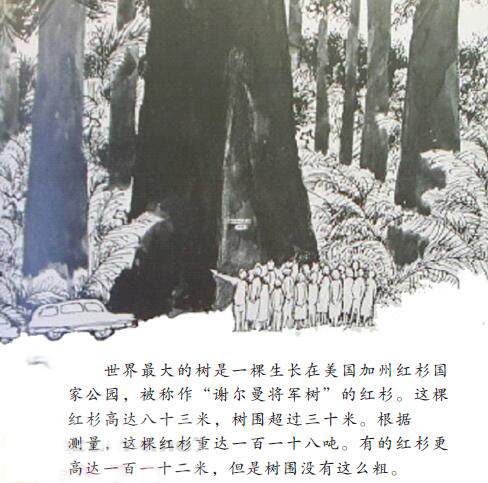 世界最大的树是一棵生长在美国加州红杉国
家公园，被称作“谢尔曼将军树”的红杉。这棵
红杉高达八十三米，树围超过三十米。根据
测量，这棵红杉重达一百一十八吨。有的红杉更
高达一百一十二米，但是树围没有这么粗。